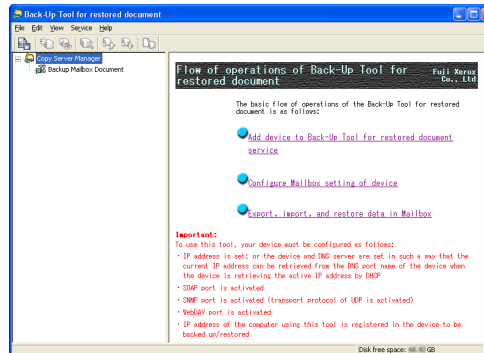 Back-Up Tool for restored document
File Edit View Service Help
Copy Server Manager
Backup Mailbox Document
Flow of operations of Back-Up Tool for
restored document
Fuji Xerox
Co., Ltd
The basic flow of operations of the Back-Up Tool for restored
document is as follows:
Add device to Back-Up Tool for restored document
service
Configure Mailbox setting of device
Export, import, and restore data in Mailbox
Important:
To use this tool, your device must be configured as follows:
・IP address is set; or the device and DNS server are set in such a way that the
current IP address can be retrieved from the DNS port name of the device when
the device is retrieving the active IP address by DHCP
・SOAP port is activated
・SNMP port is activated (transport protocol of UDP is activated)
・WebDAV port is activated
・IP address of the computer using this tool is registered in the device to be
backed up/restored
Disk free space: GB